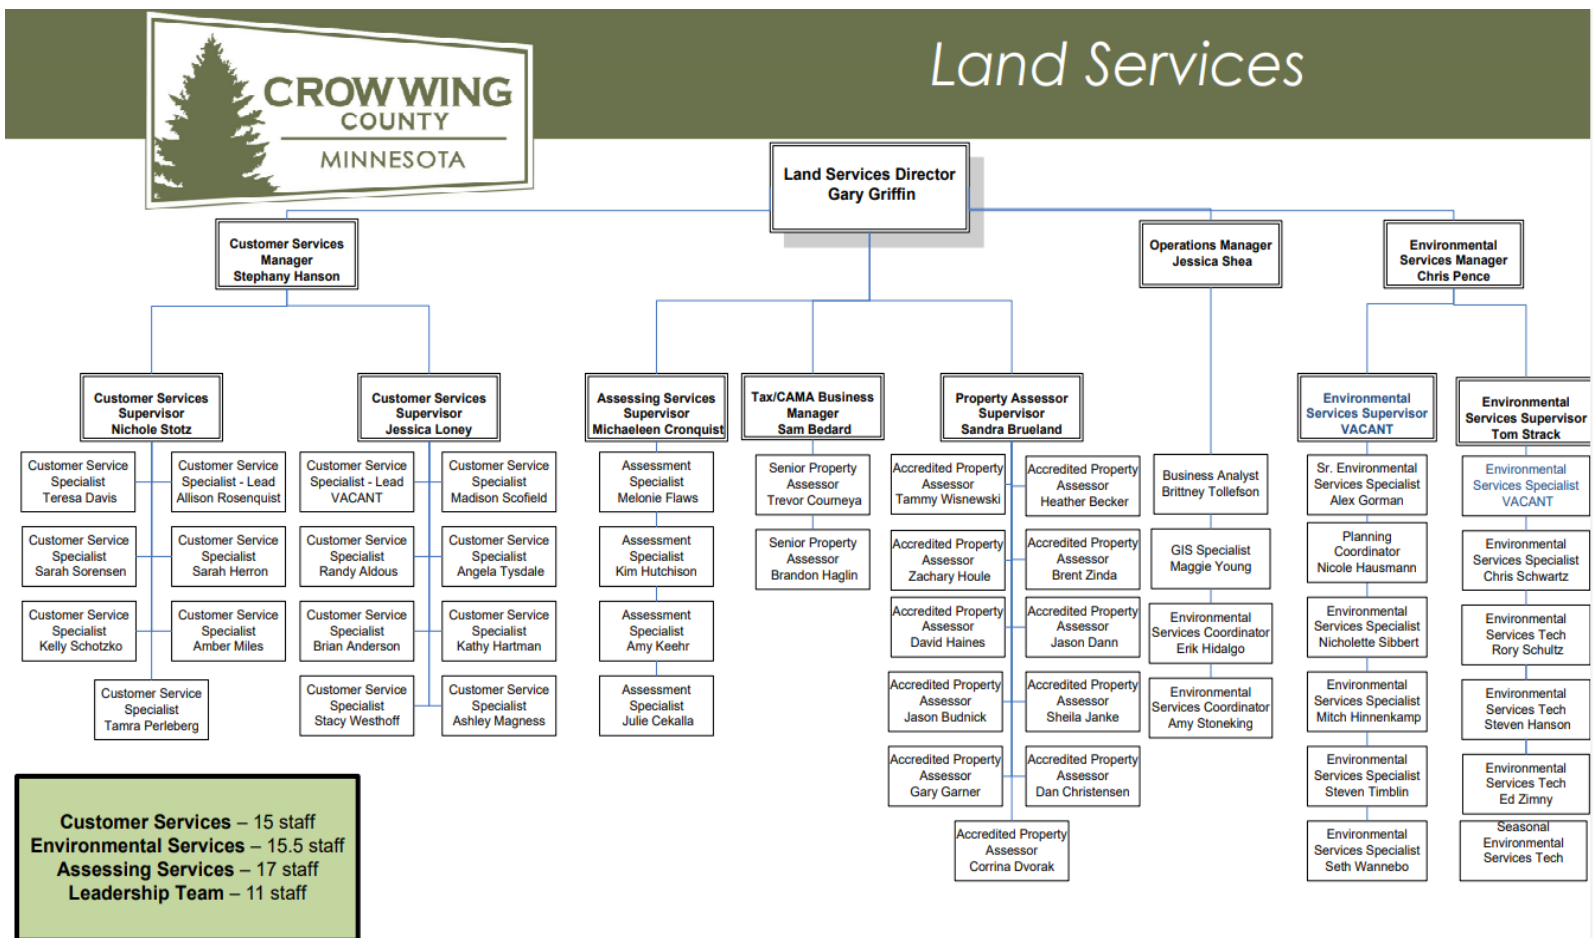 CROW WING
COUNTY
MINNESOTA
Land Services
Land Services Director
Gary Griffin
Customer Services
Manager
Stephany Hanson
Operations Manager
Jessica Shea
Environmental
Services Manager
Chris Pence
Customer Services
Supervisor
Nichole Stotz
Customer Services
Supervisor
Jessica Loney
Assessing Services
Supervisor
Michaeleen Cronquist
Tax/CAMA Business
Manager
Sam Bedard
Property Assessor
Supervisor
Sandra Brueland
Environmental
Services Supervisor
VACANT
Environmental
Services Supervisor
Tom Strack
Customer Service
Specialist
Teresa Davis
Customer Service
Specialist - Lead
Allison Rosenquist
Customer Service
Specialist
Sarah Sorensen
Customer Service
Specialist
Sarah Herron
Customer Service
Specialist
Kelly Schotzko
Customer Service
Specialist
Amber Miles
Customer Service
Specialist
Tamra Perleberg
Customer Service
Specialist - Lead
VACANT
Customer Service
Specialist
Madison Scofield
Customer Service
Specialist
Randy Aldous
Customer Service
Specialist
Angela Tysdale
Customer Service
Specialist
Brian Anderson
Customer Service
Specialist
Kathy Hartman
Customer Service
Specialist
Stacy Westhoff
Customer Service
Specialist
Ashley Magness
Assessment
Specialist
Melonie Flaws
Assessment
Specialist
Kim Hutchison
Assessment
Specialist
Amy Keehr
Assessment
Specialist
Julie Cekalla
Senior Property
Assessor
Trevor Courneya
Senior Property
Assessor
Brandon Haglin
Accredited Property
Assessor
Tammy Wisnewski
Accredited Property
Assessor
Heather Becker
Accredited Property
Assessor
Zachary Houle
Accredited Property
Assessor
Brent Zinda
Accredited Property
Assessor
David Haines
Accredited Property
Assessor
Jason Dann
Accredited Property
Assessor
Jason Budnick
Accredited Property
Assessor
Sheila Janke
Accredited Property
Assessor
Gary Garner
Accredited Property
Assessor
Dan Christensen
Accredited Property
Assessor
Corrina Dvorak
Business Analyst
Brittney Tollefson
GIS Specialist
Maggie Young
Environmental
Services Coordinator
Erik Hidalgo
Environmental
Services Coordinator
Amy Stoneking
Sr. Environmental
Services Specialist
Alex Gorman
Planning
Coordinator
Nicole Hausmann
Environmental
Services Specialist
Nicholette Sibbert
Environmental
Services Specialist
Mitch Hinnenkamp
Environmental
Services Specialist
Steven Timblin
Environmental
Services Specialist
Seth Wannebo
Environmental
Services Specialist
VACANT
Environmental
Services Specialist
Chris Schwartz
Environmental
Services Tech
Rory Schultz
Environmental
Services Tech
Steven Hanson
Environmental
Services Tech
Ed Zimny
Seasonal
Environmental
Services Tech
Customer Services – 15 staff
Environmental Services – 15.5 staff
Assessing Services – 17 staff
Leadership Team – 11 staff